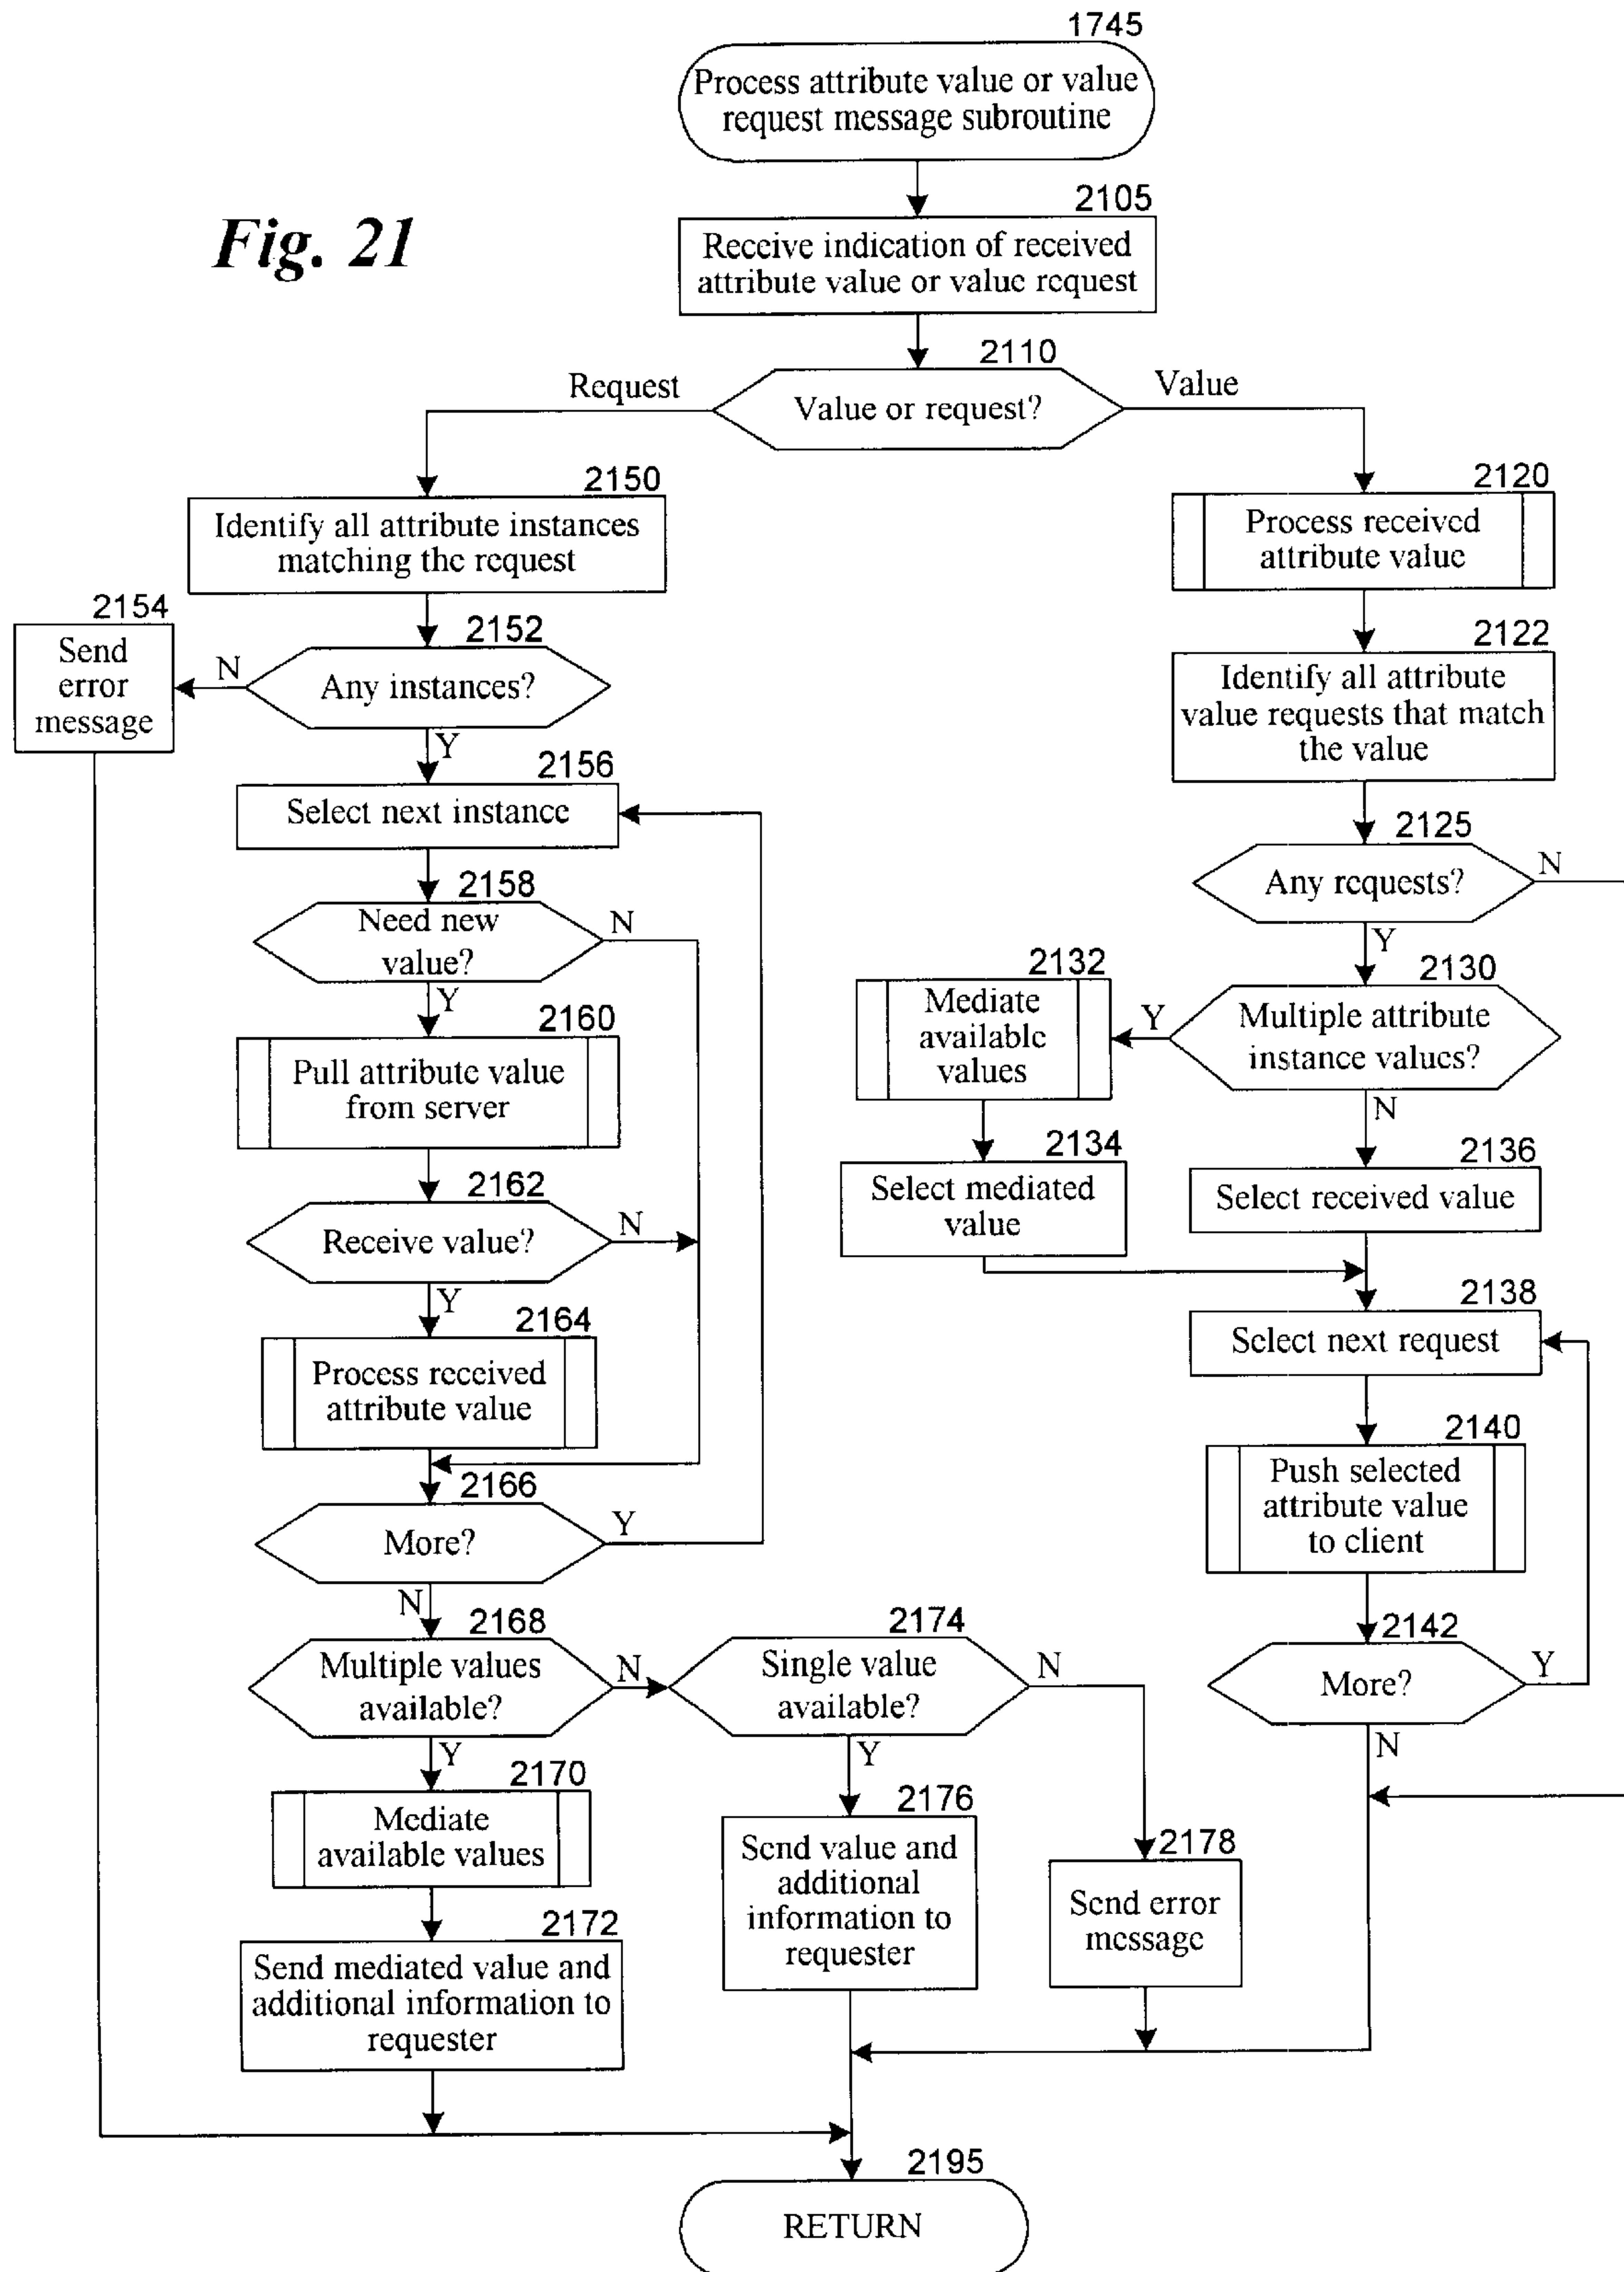 1745
Process attribute value or value
request message subroutine
Fig. 21
2105
Receive indication of received
attribute value or value request
2110
Request
Value or request?
Value
2150
Identify all attribute instances
matching the request
2120
Process received
attribute value
2154
Send
error
message
N
2152
Any instances?
Y
2122
Identify all attribute
value requests that match
the value
2156
Select next instance
2125
Any requests?
N
Y
2158
Need new
value?
N
Y
2132
Mediate
available
values
Y
2130
Multiple attribute
instance values?
N
2160
Pull attribute value
from server
2134
Select mediated
value
2136
Select received value
2162
Receive value?
N
Y
2138
Select next request
2164
Process received
attribute value
2140
Push selected
attribute value
to client
2166
More?
Y
N
2142
More?
Y
N
2168
Multiple values
available?
N
Y
2174
Single value
available?
N
Y
2170
Mediate
available values
2176
Send value and
additional
information to
requester
2178
Send error
message
2172
Send mediated value and
additional information to
requester
2195
RETURN